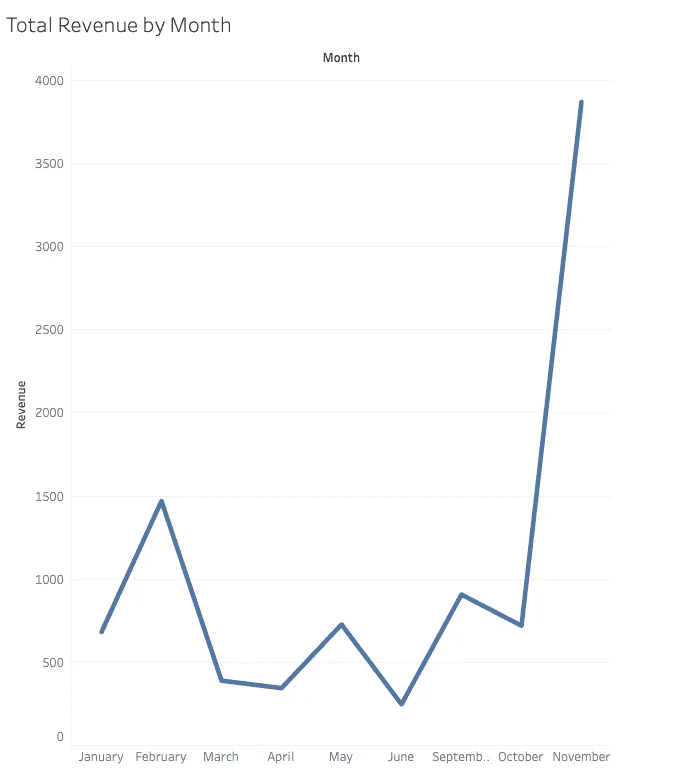 Total Revenue by Month
Month
4000
3500
3000
2500
2000
1500
1000
500
0
Revenue
January February March April May June Septemb.. October November